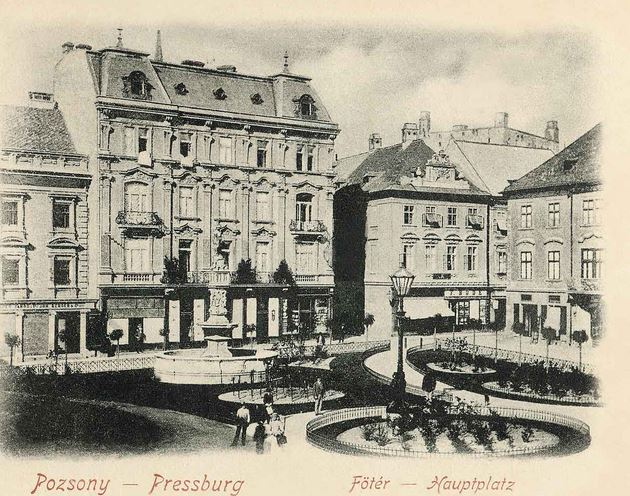 Pozsony — Pressburg Főtér — Hauptplatz